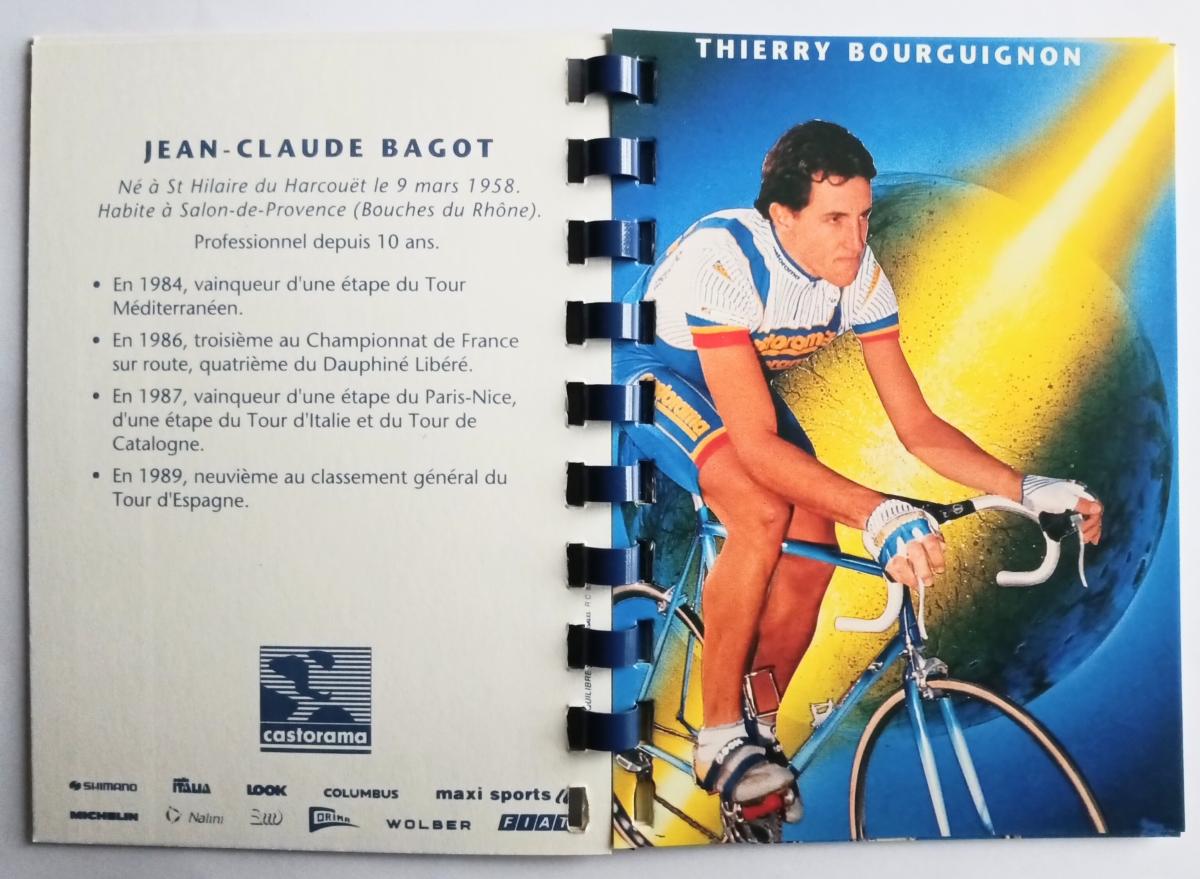 JEAN-CLAUDE BAGOT
Né à St Hilaire du Harcouët le 9 mars 1958.
Habite à Salon-de-Provence (Bouches du Rhône).
Professionnel depuis 10 ans.
• En 1984, vainqueur d'une étape du Tour
Méditerranéen.
• En 1986, troisième au Championnat de France
sur route, quatrième du Dauphiné Libéré.
• En 1987, vainqueur d'une étape du Paris-Nice,
d'une étape du Tour d'Italie et du Tour de
Catalogne.
• En 1989, neuvième au classement général du
Tour d'Espagne.
castorama
SHIMANO
ITALIA
LOOK
COLUMBUS
maxi sports
MICHELIN
Nalini
WOLBER
FIAT
THIERRY BOURGUIGNON
castorama